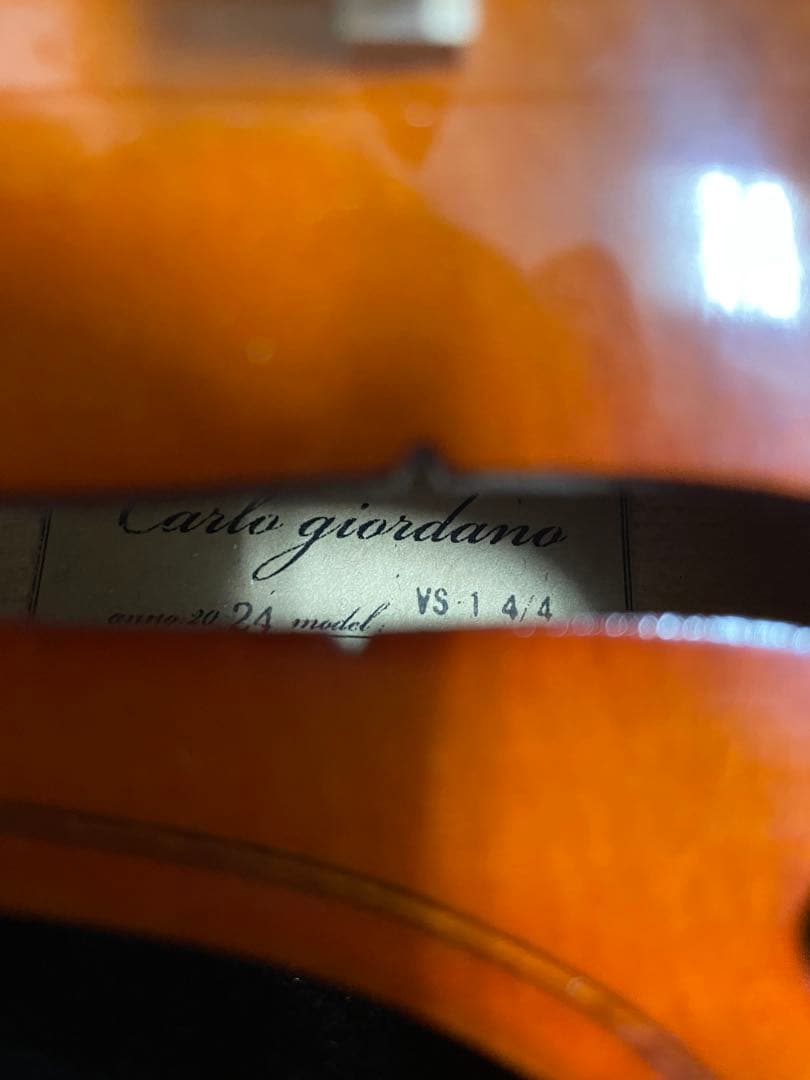 Carlo giordano
anno 20 24 model VS-1 4/4